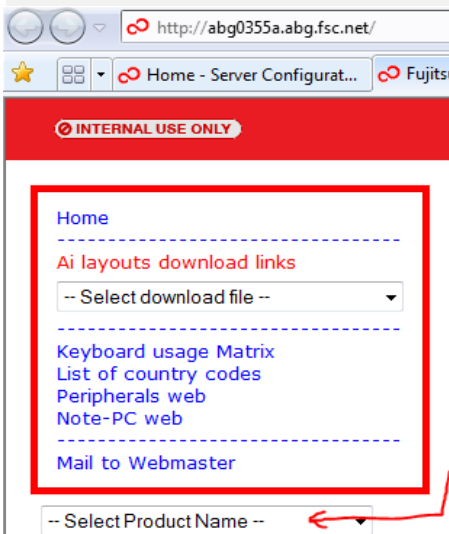 http://abg0355a.abg.fsc.net/
Home - Server Configurat...
Fujits
INTERNAL USE ONLY
Home
-----------------------------------
Ai layouts download links
-- Select download file --
-----------------------------------
Keyboard usage Matrix
List of country codes
Peripherals web
Note-PC web
-----------------------------------
Mail to Webmaster
-- Select Product Name --